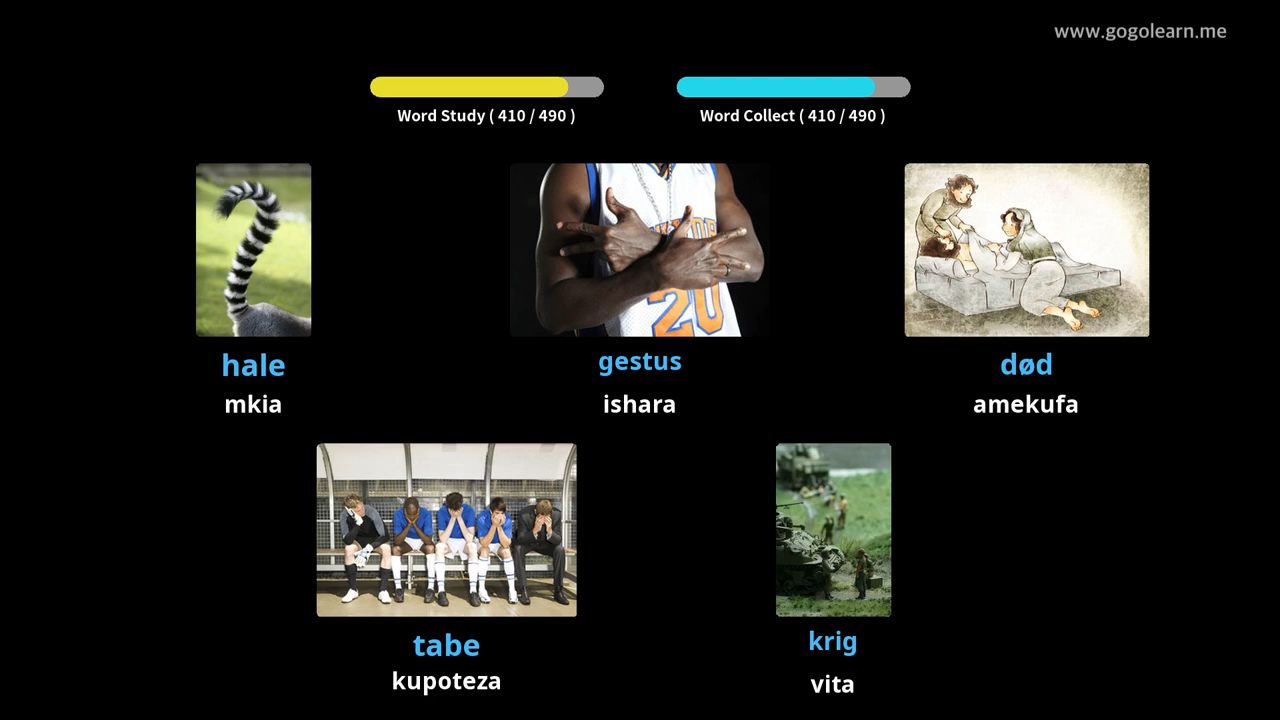 www.gogolearn.me
Word Study ( 410 / 490 )
Word Collect ( 410 / 490 )
20
hale
mkia
gestus
ishara
død
amekufa
tabe
kupoteza
krig
vita